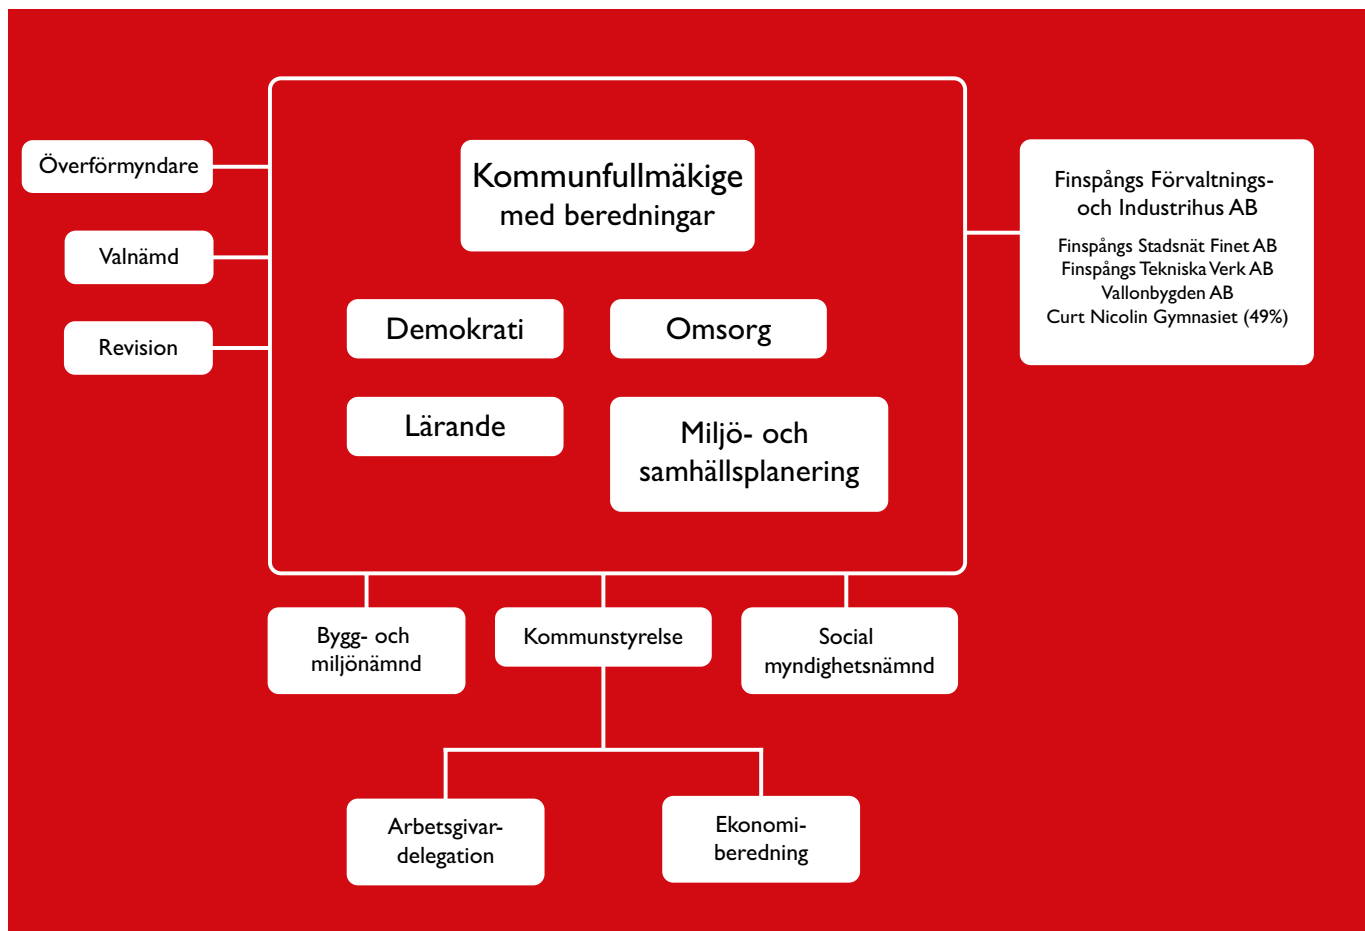 Överförmyndare
Valnämd
Revision
Kommunfullmäkige
med beredningar
Demokrati
Omsorg
Lärande
Miljö- och
samhällsplanering
Finspångs Förvaltnings-
och Industrihus AB
Finspångs Stadsnät Finet AB
Finspångs Tekniska Verk AB
Vallonbygden AB
Curt Nicolin Gymnasiet (49%)
Bygg- och
miljönämnd
Kommunstyrelse
Social
myndighetsnämnd
Arbetsgivar-
delegation
Ekonomi-
beredning